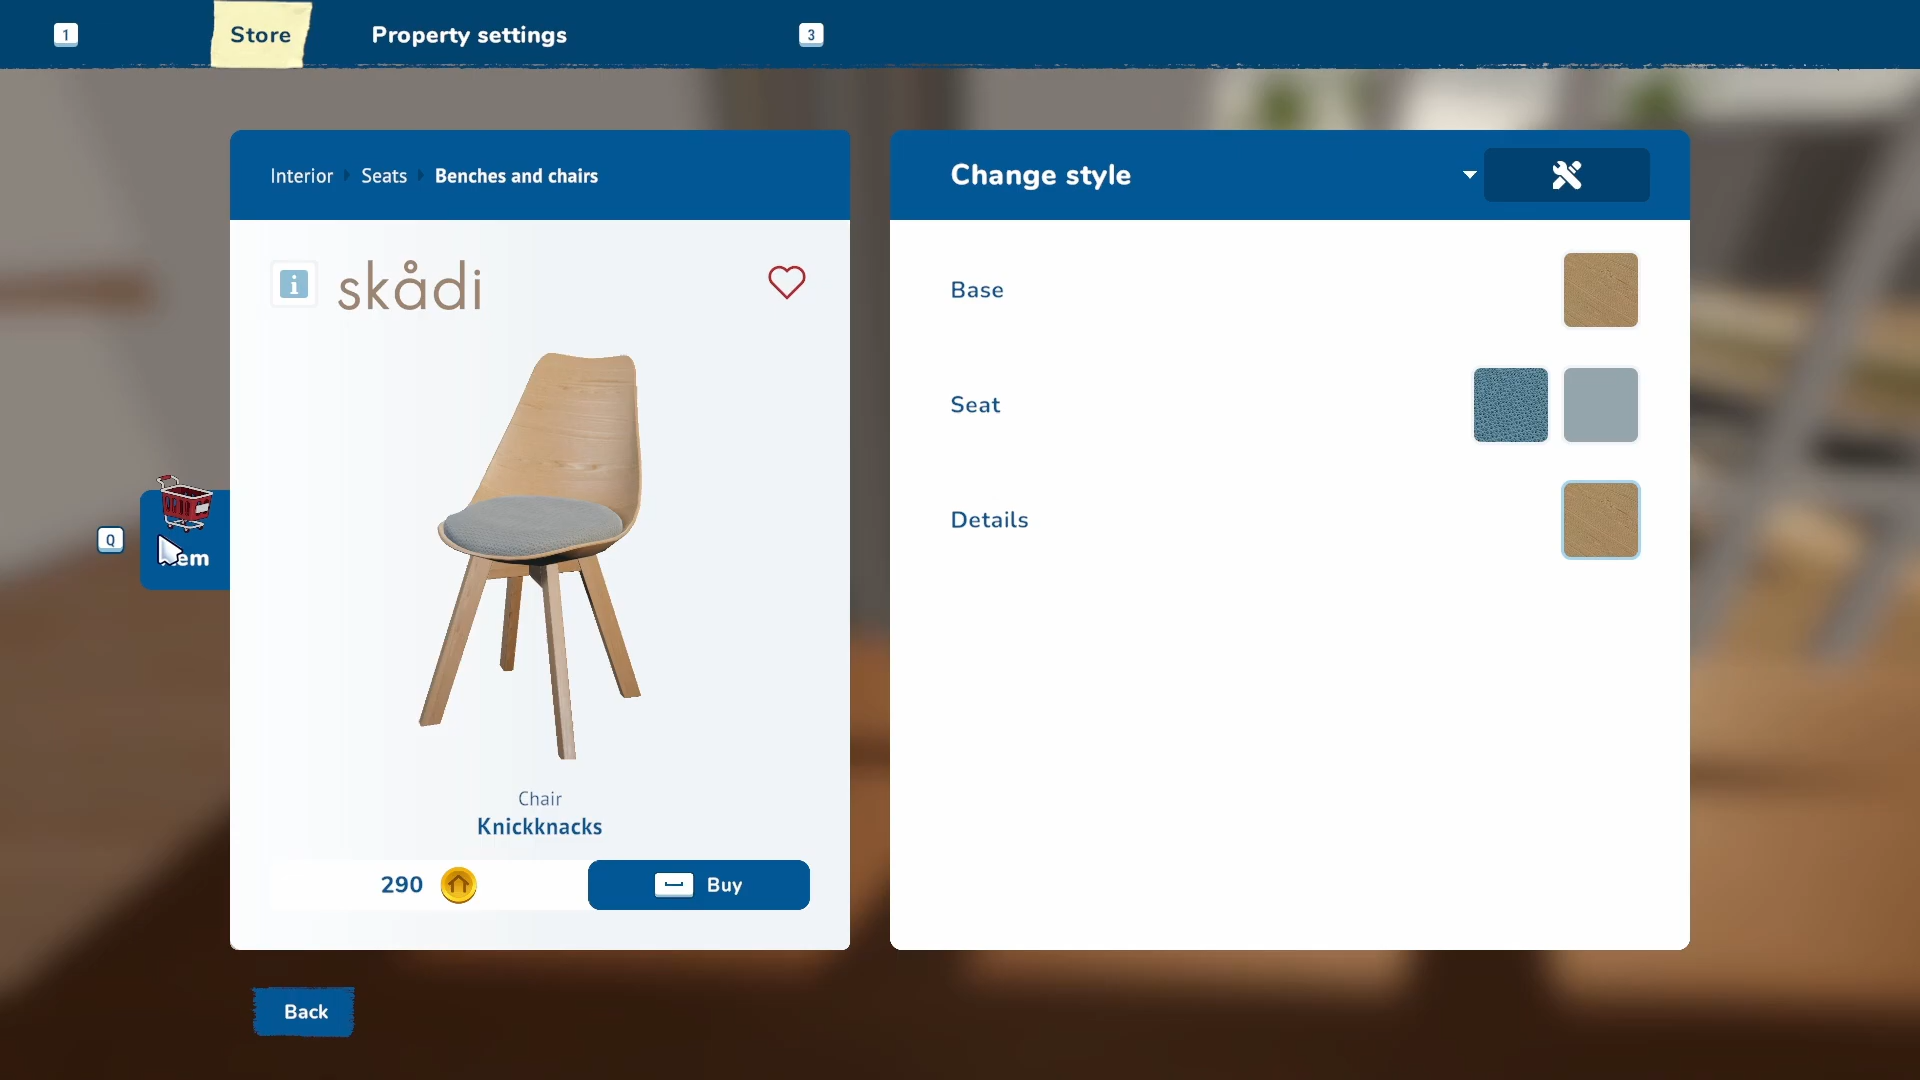 1
Store
Property settings
3
Interior
Seats
Benches and chairs
Change style
i
skådi
Base
Seat
Q
Details
Chair
Knickknacks
290
Buy
Back